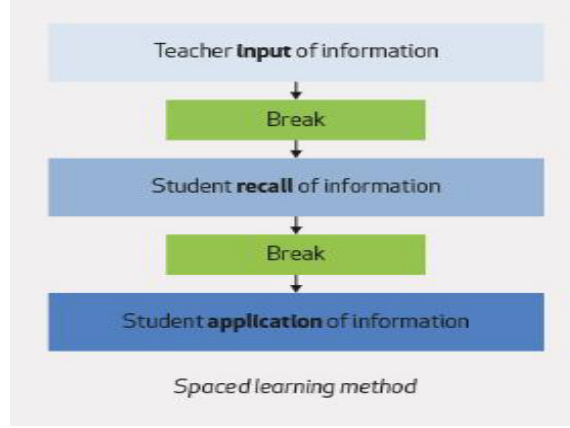 Teacher input of information
Break
Student recall of information
Break
Student application of information
Spaced learning method